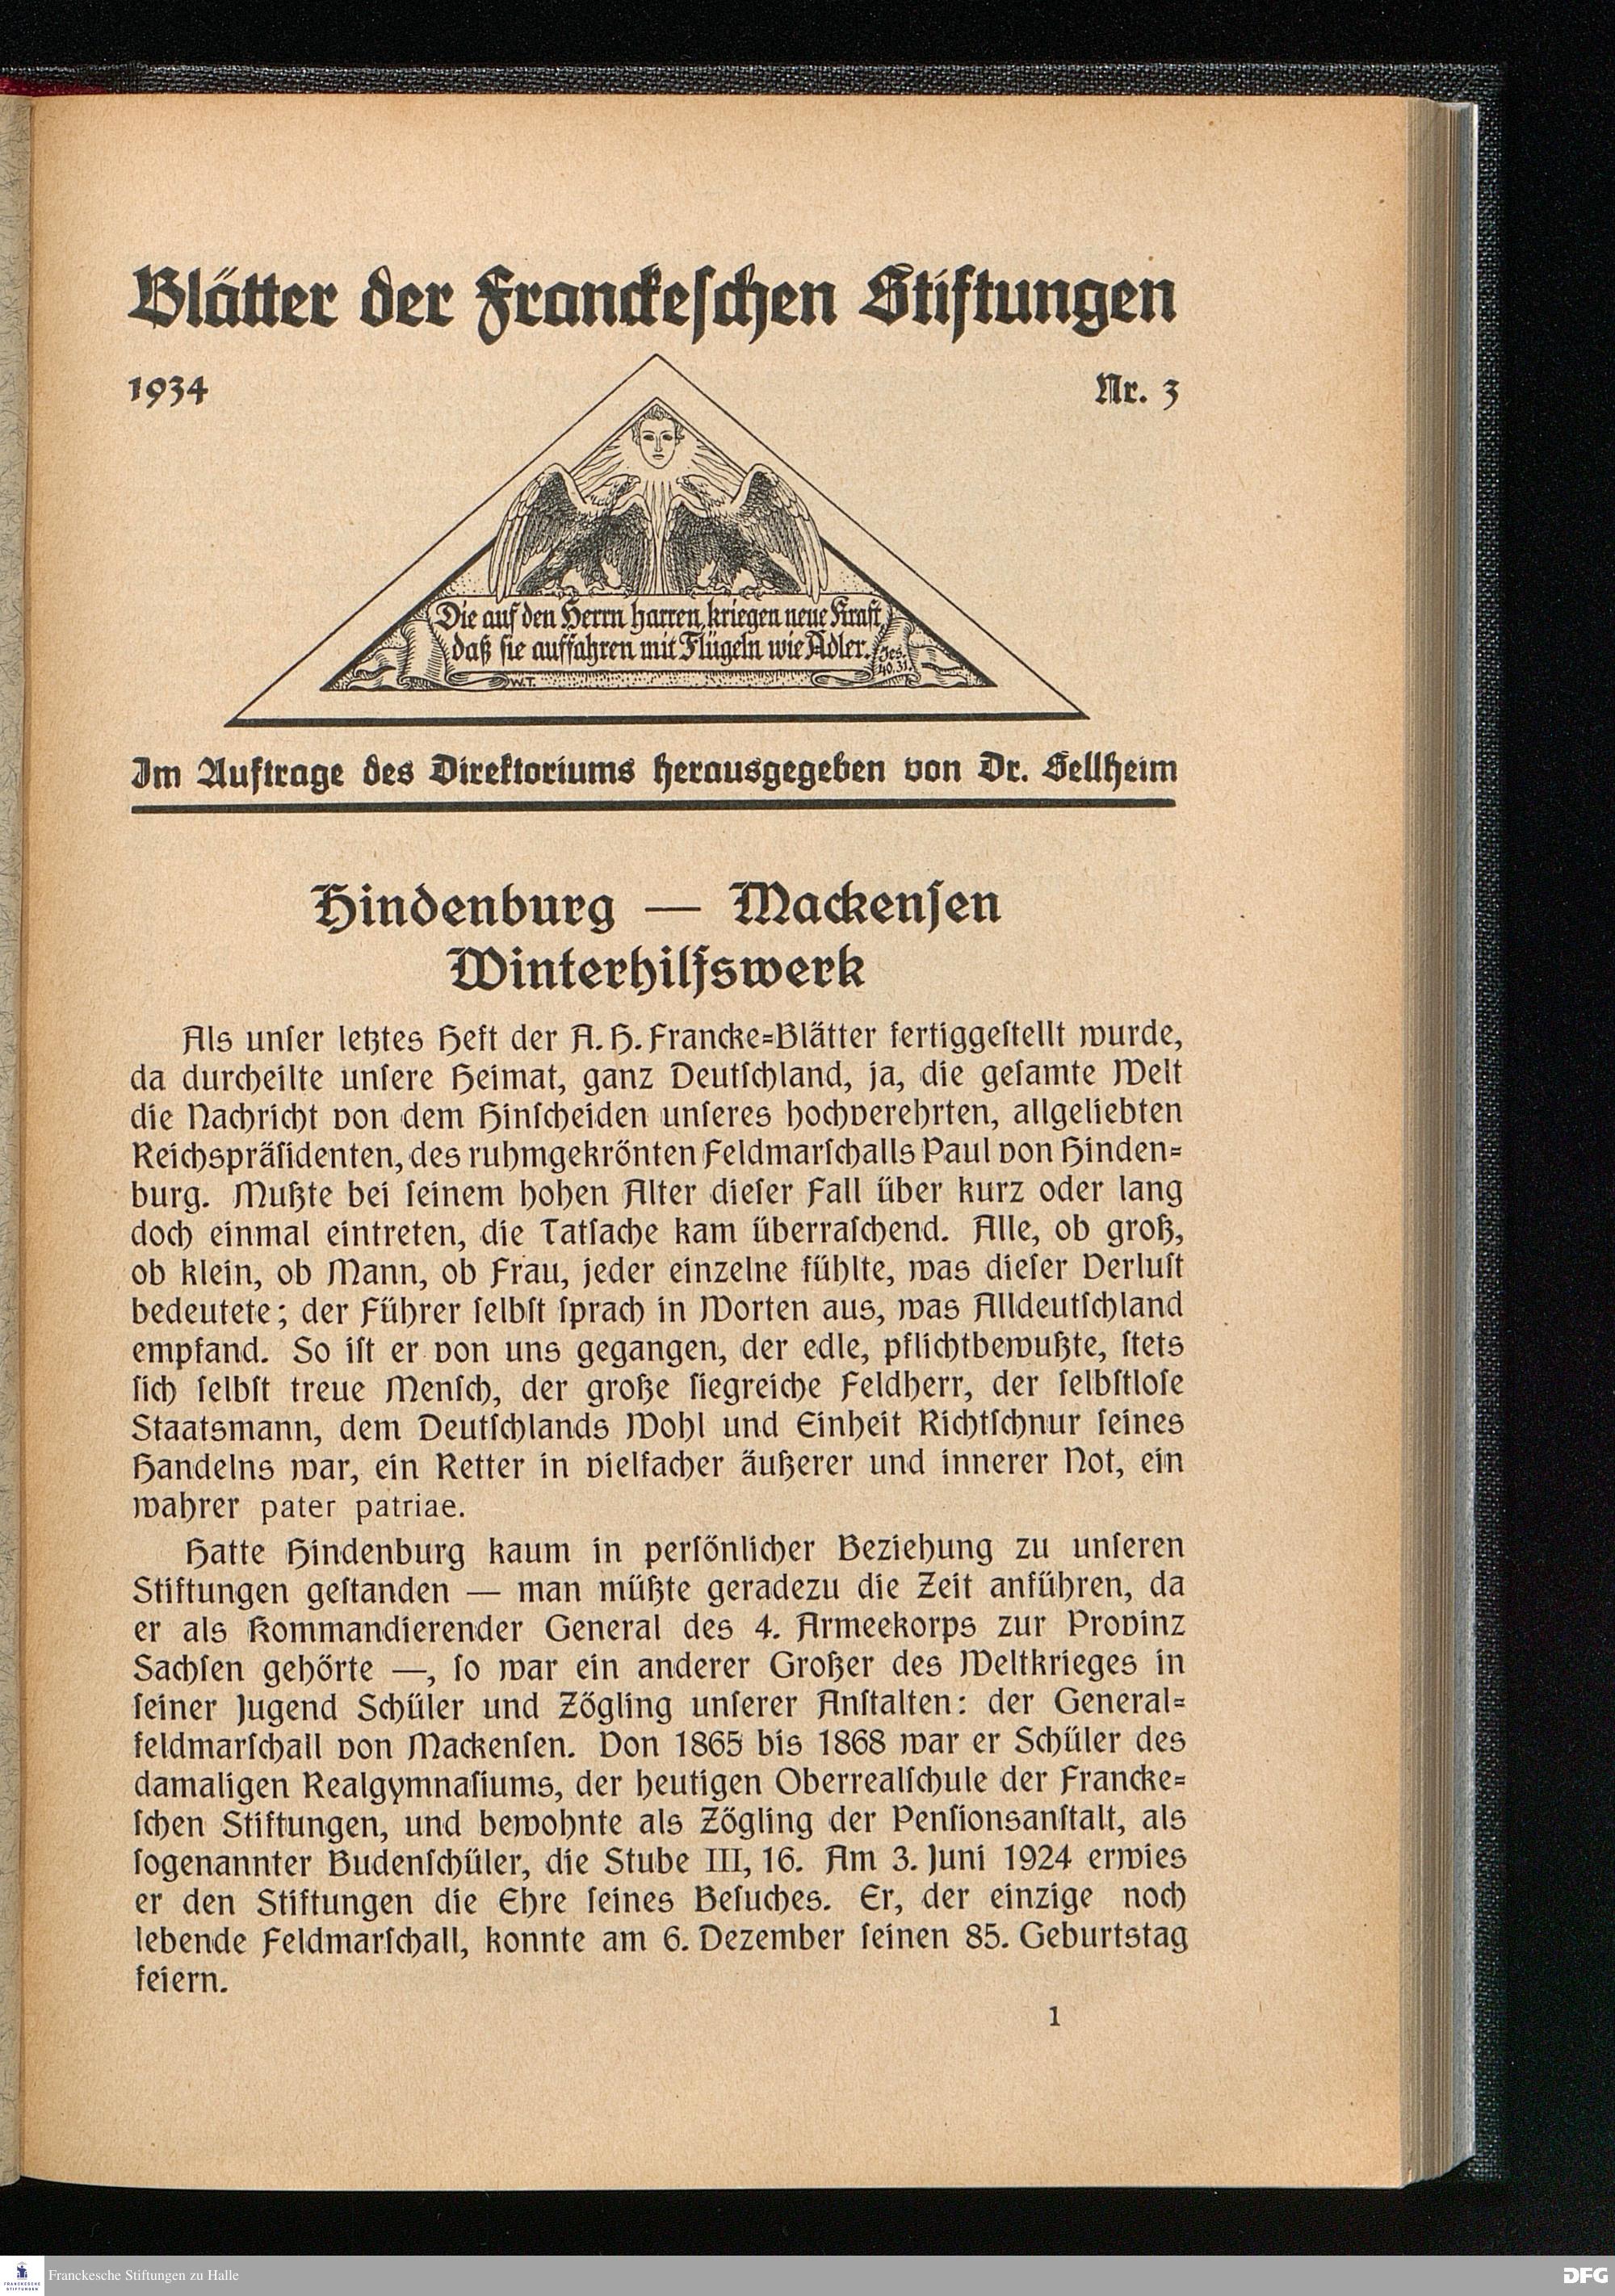 Blätter der Franckeschen Stiftungen
1934
Nr. 3
Die auf den Herrn harren, kriegen neue Kraft,
daß sie auffahren mit Flügeln wie Adler. Jes.
40.31.
W.T.
Im Auftrage des Direktoriums herausgegeben von Dr. Sellheim
Hindenburg — Mackensen
Winterhilfswerk
Als unser letztes Heft der A. H. Francke=Blätter fertiggestellt wurde,
da durcheilte unsere Heimat, ganz Deutschland, ja, die gesamte Welt
die Nachricht von dem Hinscheiden unseres hochverehrten, allgeliebten
Reichspräsidenten, des ruhmgekrönten Feldmarschalls Paul von Hinden=
burg. Mußte bei seinem hohen Alter dieser Fall über kurz oder lang
doch einmal eintreten, die Tatsache kam überraschend. Alle, ob groß,
ob klein, ob Mann, ob Frau, jeder einzelne fühlte, was dieser Verlust
bedeutete; der Führer selbst sprach in Worten aus, was Alldeutschland
empfand. So ist er von uns gegangen, der edle, pflichtbewußte, stets
sich selbst treue Mensch, der große siegreiche Feldherr, der selbstlose
Staatsmann, dem Deutschlands Wohl und Einheit Richtschnur seines
Handelns war, ein Retter in vielfacher äußerer und innerer Not, ein
wahrer pater patriae.
Hatte Hindenburg kaum in persönlicher Beziehung zu unseren
Stiftungen gestanden — man müßte geradezu die Zeit anführen, da
er als Kommandierender General des 4. Armeekorps zur Provinz
Sachsen gehörte —, so war ein anderer Großer des Weltkrieges in
seiner Jugend Schüler und Zögling unserer Anstalten: der General=
feldmarschall von Mackensen. Von 1865 bis 1868 war er Schüler des
damaligen Realgymnasiums, der heutigen Oberrealschule der Francke=
schen Stiftungen, und bewohnte als Zögling der Pensionsanstalt, als
sogenannter Budenschüler, die Stube III, 16. Am 3. Juni 1924 erwies
er den Stiftungen die Ehre seines Besuches. Er, der einzige noch
lebende Feldmarschall, konnte am 6. Dezember seinen 85. Geburtstag
feiern.
1
FRANCKESCHE
STIFTUNGEN
Franckesche Stiftungen zu Halle
DFG